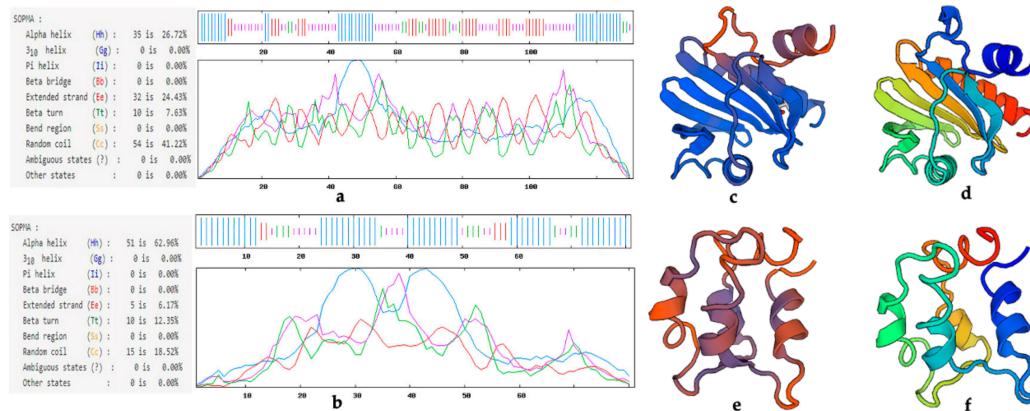 SOPMA :
Alpha helix (Hh) : 35 is 26.72%
3₁₀ helix (Gg) : 0 is 0.00%
Pi helix (Ii) : 0 is 0.00%
Beta bridge (Bb) : 0 is 0.00%
Extended strand (Ee) : 32 is 24.43%
Beta turn (Tt) : 10 is 7.63%
Bend region (Ss) : 0 is 0.00%
Random coil (Cc) : 54 is 41.22%
Ambiguous states (?) : 0 is 0.00%
Other states : 0 is 0.00%
20 40 60 80 100
20 40 60 80 100
a
c
d
SOPMA :
Alpha helix (Hh) : 51 is 62.96%
3₁₀ helix (Gg) : 0 is 0.00%
Pi helix (Ii) : 0 is 0.00%
Beta bridge (Bb) : 0 is 0.00%
Extended strand (Ee) : 5 is 6.17%
Beta turn (Tt) : 10 is 12.35%
Bend region (Ss) : 0 is 0.00%
Random coil (Cc) : 15 is 18.52%
Ambiguous states (?) : 0 is 0.00%
Other states : 0 is 0.00%
10 20 30 40 50 60
10 20 30 40 50 60
b
e
f